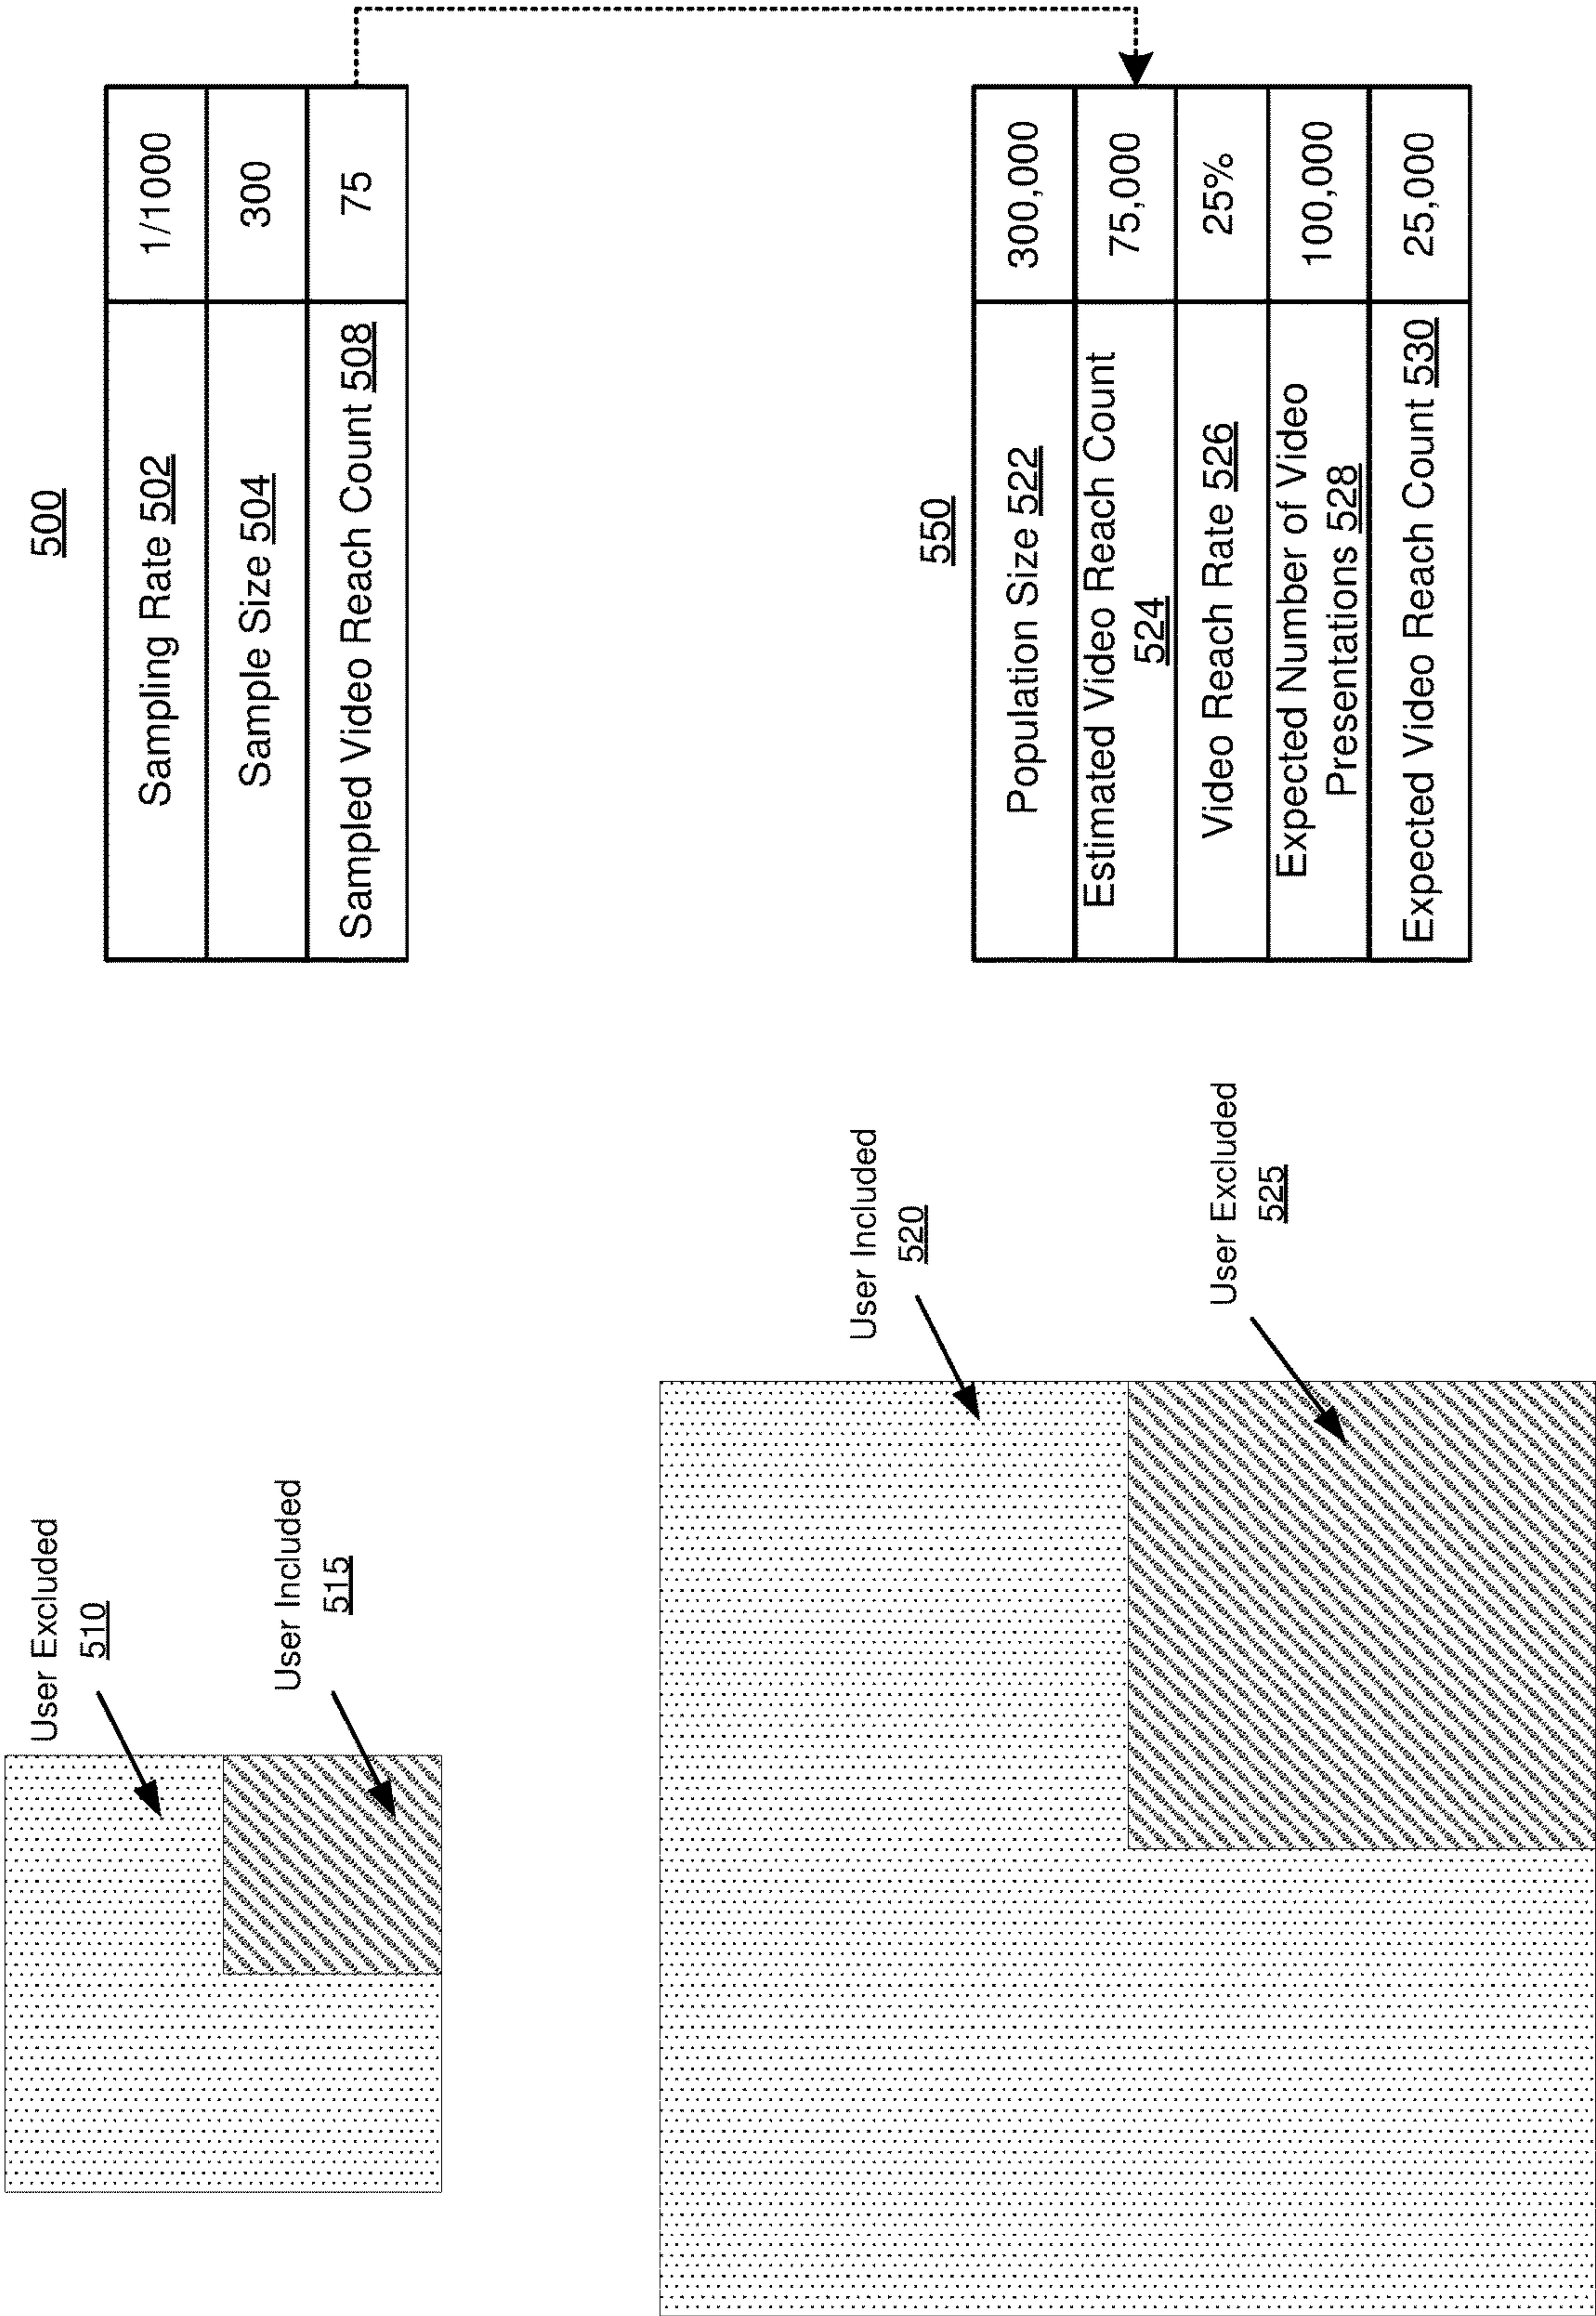 500
Sampling Rate 502 1/1000
Sample Size 504 300
Sampled Video Reach Count 508 75
User Excluded
510
User Included
515
550
Population Size 522 300,000
Estimated Video Reach Count
524 75,000
Video Reach Rate 526 25%
Expected Number of Video
Presentations 528 100,000
Expected Video Reach Count 530 25,000
User Included
520
User Excluded
525